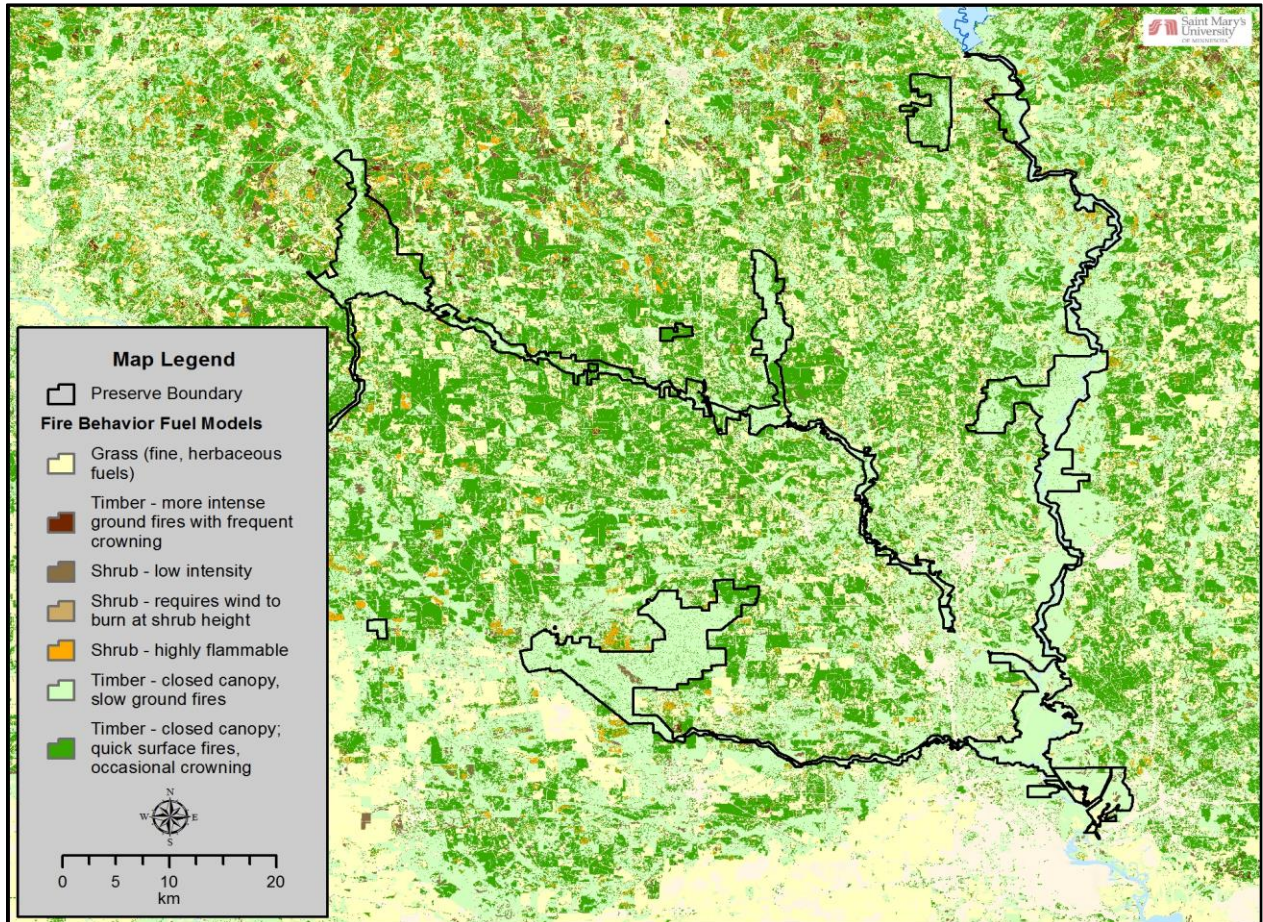 Saint Mary's
University
OF MINNESOTA
Map Legend
Preserve Boundary
Fire Behavior Fuel Models
Grass (fine, herbaceous
fuels)
Timber - more intense
ground fires with frequent
crowning
Shrub - low intensity
Shrub - requires wind to
burn at shrub height
Shrub - highly flammable
Timber - closed canopy,
slow ground fires
Timber - closed canopy;
quick surface fires,
occasional crowning
N
W E
S
0 5 10 20
km